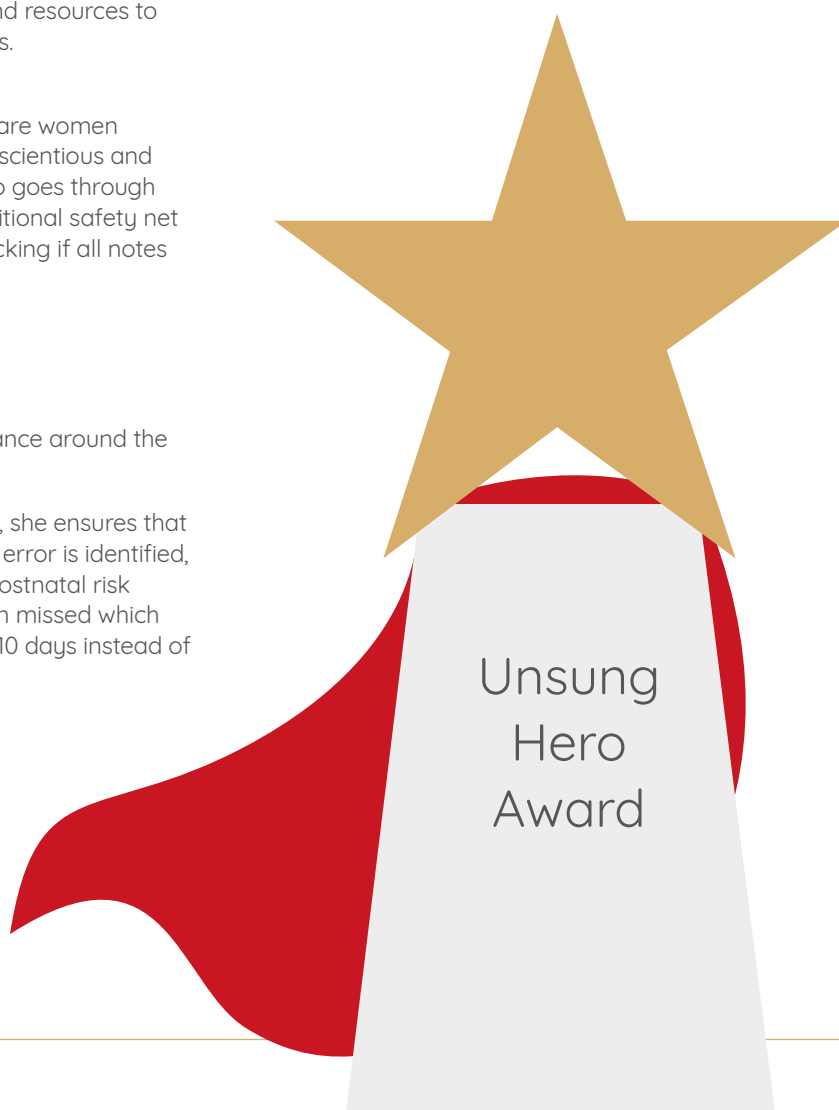 nd resources to
s.
are women
scientious and
o goes through
itional safety net
cking if all notes
ance around the
, she ensures that
error is identified,
ostnatal risk
n missed which
10 days instead of
Unsung
Hero
Award